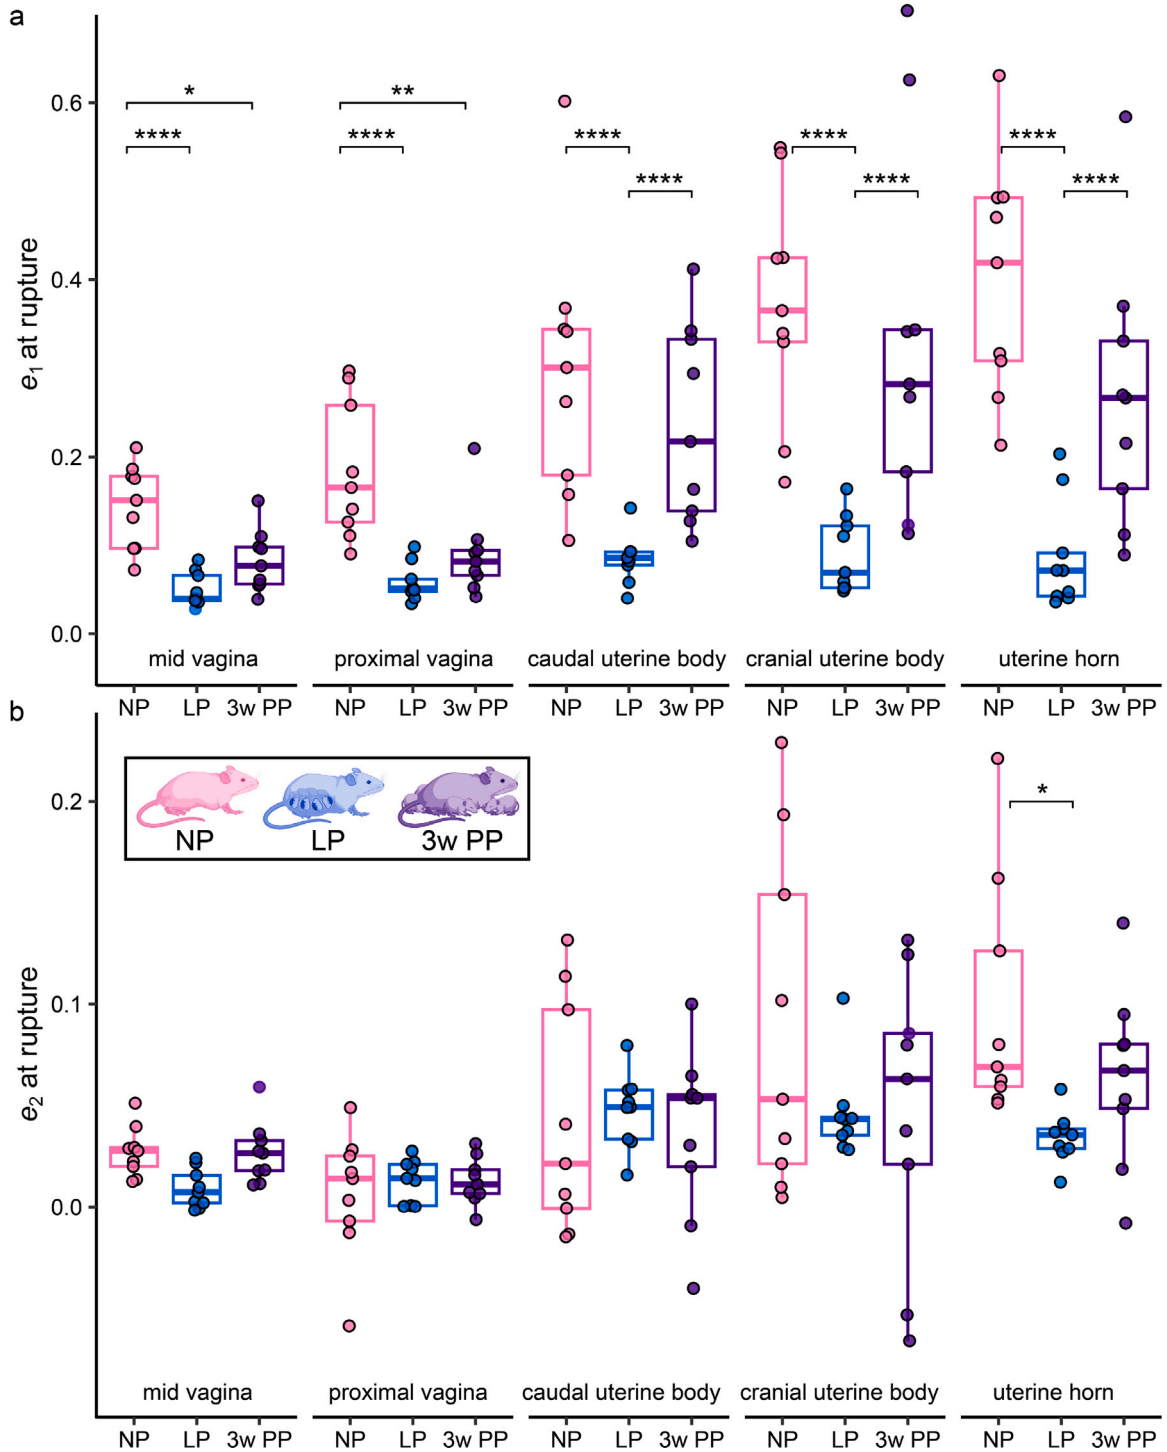 a
e1 at rupture
0.6
0.4
0.2
0.0
* ** **** **** **** ****
**** **** **** ****
mid vagina proximal vagina caudal uterine body cranial uterine body uterine horn
NP LP 3w PP NP LP 3w PP NP LP 3w PP NP LP 3w PP NP LP 3w PP
b
e2 at rupture
0.2
0.1
0.0
NP LP 3w PP
*
mid vagina proximal vagina caudal uterine body cranial uterine body uterine horn
NP LP 3w PP NP LP 3w PP NP LP 3w PP NP LP 3w PP NP LP 3w PP